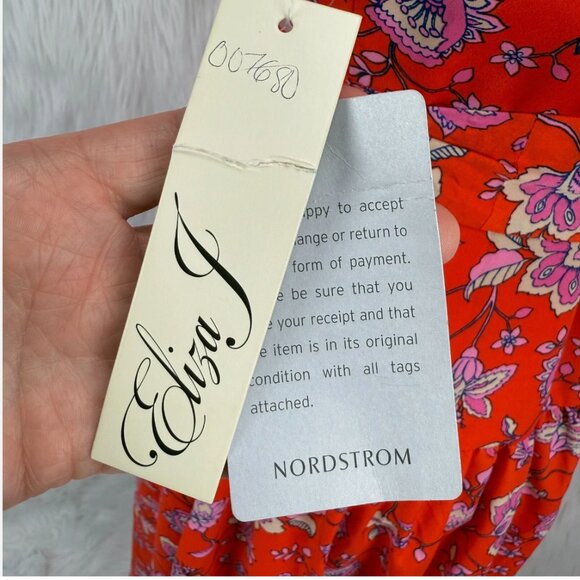 007680
Eliza J
ppy to accept
ange or return to
form of payment.
e be sure that you
e your receipt and that
e item is in its original
condition with all tags
attached.
NORDSTROM